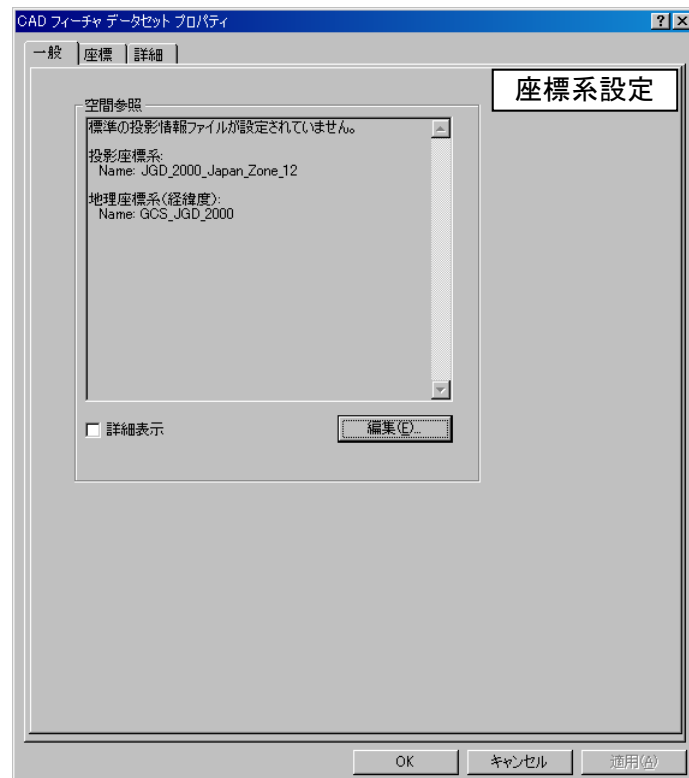 CAD フィーチャ データセット プロパティ
一般 座標 詳細
座標系設定
空間参照
標準の投影情報ファイルが設定されていません。
投影座標系:
Name: JGD_2000_Japan_Zone_12
地理座標系(経緯度):
Name: GCS_JGD_2000
詳細表示 編集(E)...
OK キャンセル 適用(A)